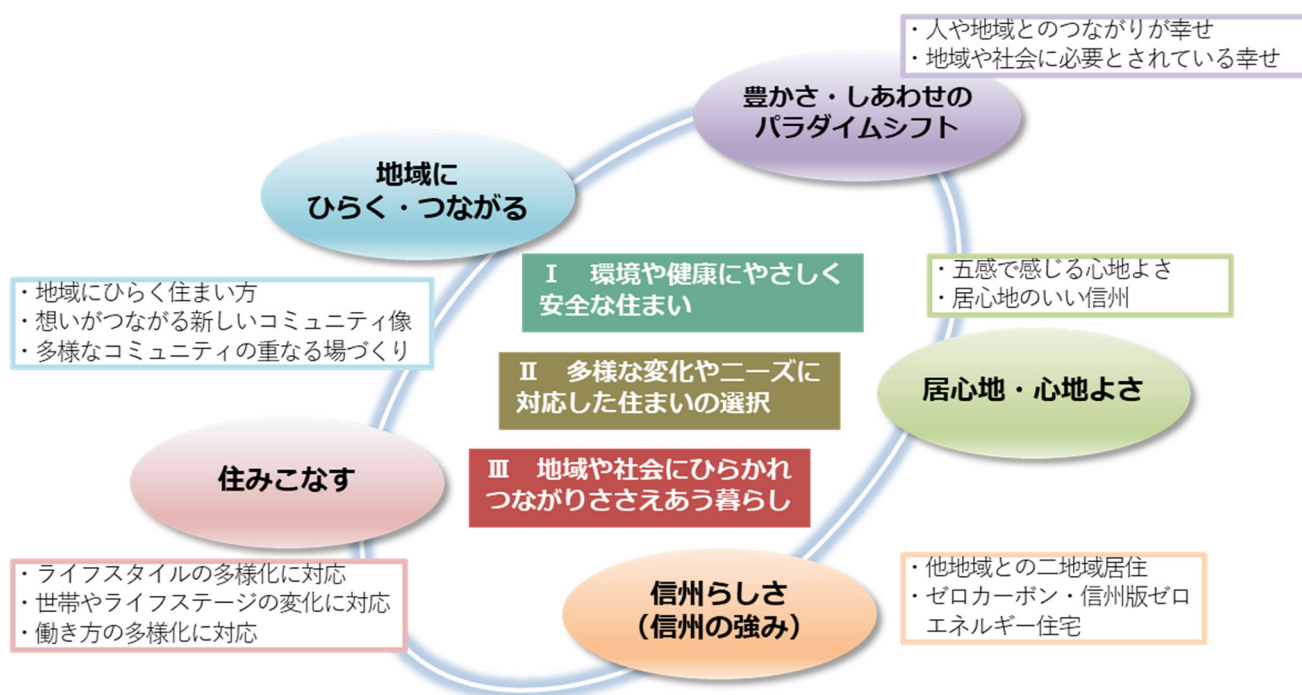 ・人や地域とのつながりが幸せ
・地域や社会に必要とされている幸せ
豊かさ・しあわせの
パラダイムシフト
地域に
ひらく・つながる
・地域にひらく住まい方
・想いがつながる新しいコミュニティ像
・多様なコミュニティの重なる場づくり
Ⅰ　環境や健康にやさしく
安全な住まい
・五感で感じる心地よさ
・居心地のいい信州
Ⅱ　多様な変化やニーズに
対応した住まいの選択
居心地・心地よさ
住みこなす
Ⅲ　地域や社会にひらかれ
つながりささえあう暮らし
・ライフスタイルの多様化に対応
・世帯やライフステージの変化に対応
・働き方の多様化に対応
信州らしさ
（信州の強み）
・他地域との二地域居住
・ゼロカーボン・信州版ゼロ
エネルギー住宅